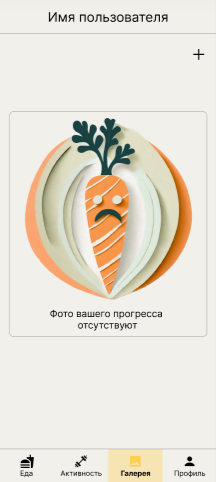 Имя пользователя
+
Фото вашего прогресса
отсутствуют
Еда
Активность
Галерея
Профиль